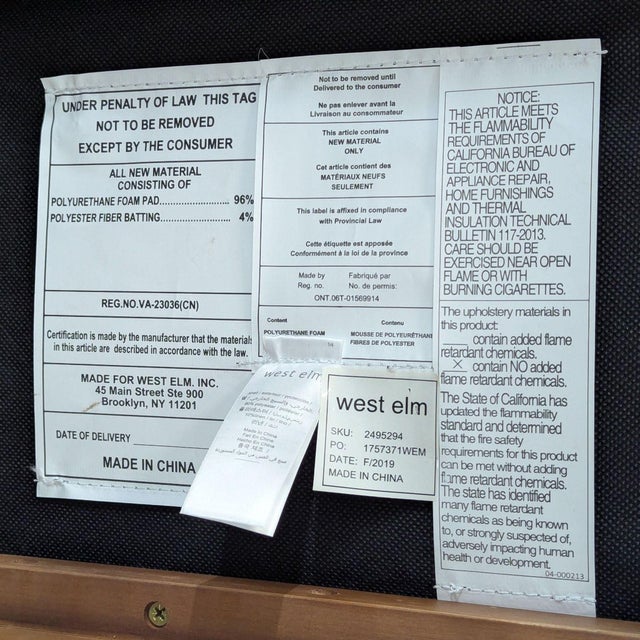 UNDER PENALTY OF LAW THIS TAG
NOT TO BE REMOVED
EXCEPT BY THE CONSUMER
ALL NEW MATERIAL
CONSISTING OF
POLYURETHANE FOAM PAD............. 96%
POLYESTER FIBER BATTING................... 4%
REG.NO.VA-23036(CN)
Certification is made by the manufacturer that the materials
in this article are described in accordance with the law.
MADE FOR WEST ELM. INC.
45 Main Street Ste 900
Brooklyn, NY 11201
DATE OF DELIVERY
MADE IN CHINA
Not to be removed until
Delivered to the consumer
Ne pas enlever avant la
Livraison au consommateur
This article contains
NEW MATERIAL
ONLY
Cet article contient des
MATÉRIAUX NEUFS
SEULEMENT
This label is affixed in compliance
with Provincial Law
Cette étiquette est apposée
Conformément à la loi de la province
Made by Fabriqué par
Reg. no. No. de permis:
ONT.06T-01569914
Content Contenu
POLYURETHANE FOAM MOUSSE DE POLYEURÉTHAN
FIBRES DE POLYESTER
west elm
Made In China
Fait En Chine
Hecho En China
west elm
SKU: 2495294
PO: 1757371WEM
DATE: F/2019
MADE IN CHINA
NOTICE:
THIS ARTICLE MEETS
THE FLAMMABILITY
REQUIREMENTS OF
CALIFORNIA BUREAU OF
ELECTRONIC AND
APPLIANCE REPAIR,
HOME FURNISHINGS
AND THERMAL
INSULATION TECHNICAL
BULLETIN 117-2013.
CARE SHOULD BE
EXERCISED NEAR OPEN
FLAME OR WITH
BURNING CIGARETTES.
The upholstery materials in
this product:
contain added flame
retardant chemicals.
X contain NO added
flame retardant chemicals.
The State of California has
updated the flammability
standard and determined
that the fire safety
requirements for this product
can be met without adding
flame retardant chemicals.
The state has identified
many flame retardant
chemicals as being known
to, or strongly suspected of,
adversely impacting human
health or development.
04-000213